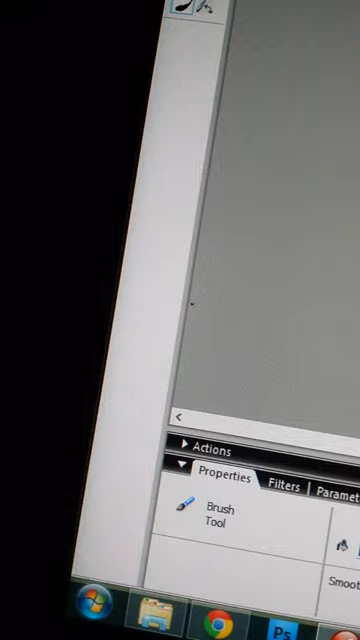 Actions
Properties Filters Paramet
Brush
Tool
Smoot
Ps